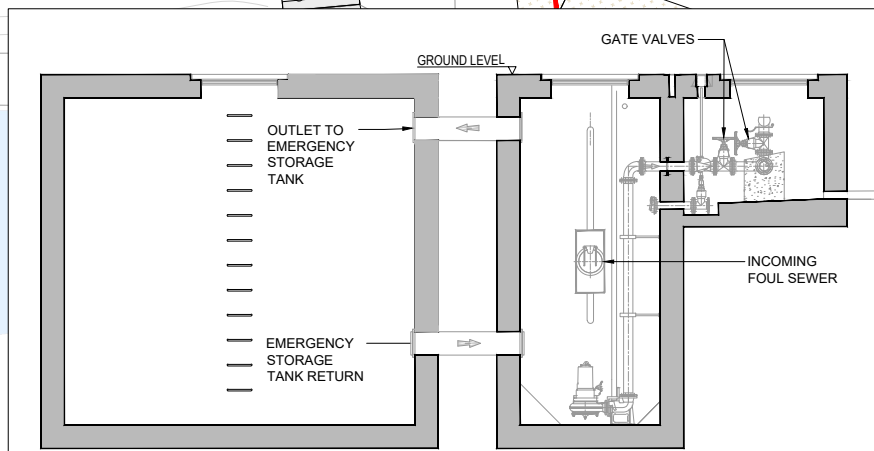 GATE VALVES
GROUND LEVEL
OUTLET TO
EMERGENCY
STORAGE
TANK
INCOMING
FOUL SEWER
EMERGENCY
STORAGE
TANK RETURN